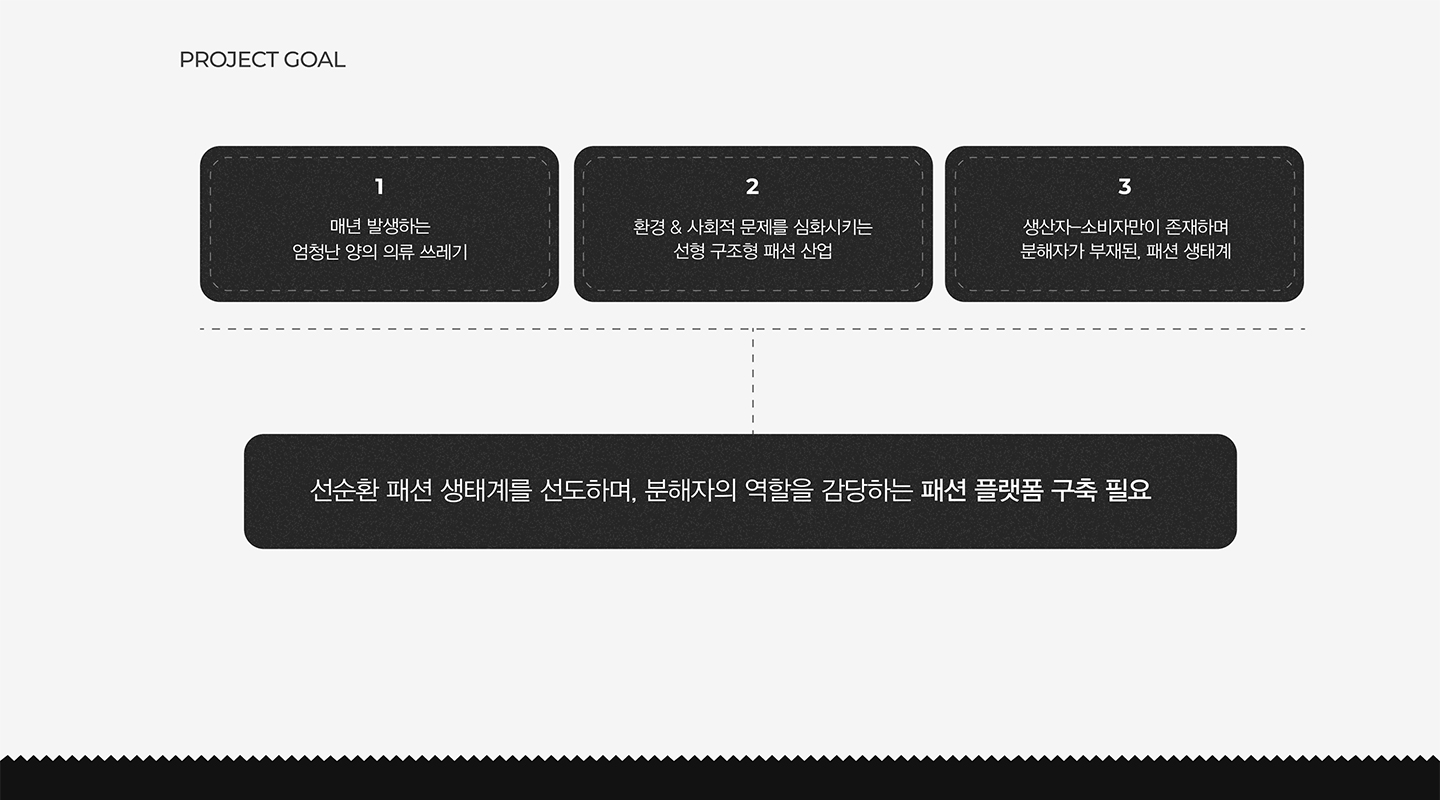 PROJECT GOAL
1
매년 발생하는
엄청난 양의 의류 쓰레기
2
환경 & 사회적 문제를 심화시키는
선형 구조형 패션 산업
3
생산자–소비자만이 존재하며
분해자가 부재된, 패션 생태계
선순환 패션 생태계를 선도하며, 분해자의 역할을 감당하는 패션 플랫폼 구축 필요